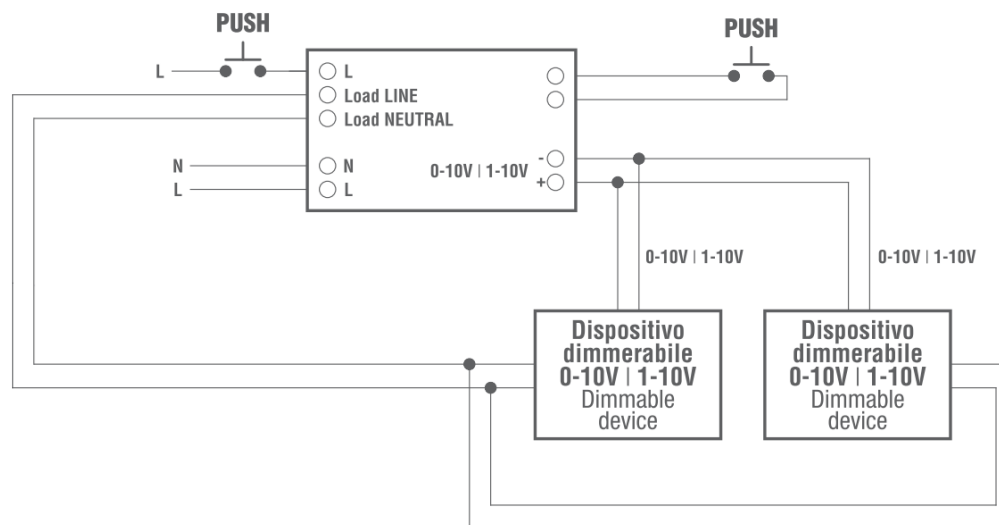 PUSH
PUSH
L
L
Load LINE
Load NEUTRAL
N
N
0-10V | 1-10V
-
+
L
L
0-10V | 1-10V
0-10V | 1-10V
Dispositivo
dimmerabile
0-10V | 1-10V
Dimmable
device
Dispositivo
dimmerabile
0-10V | 1-10V
Dimmable
device